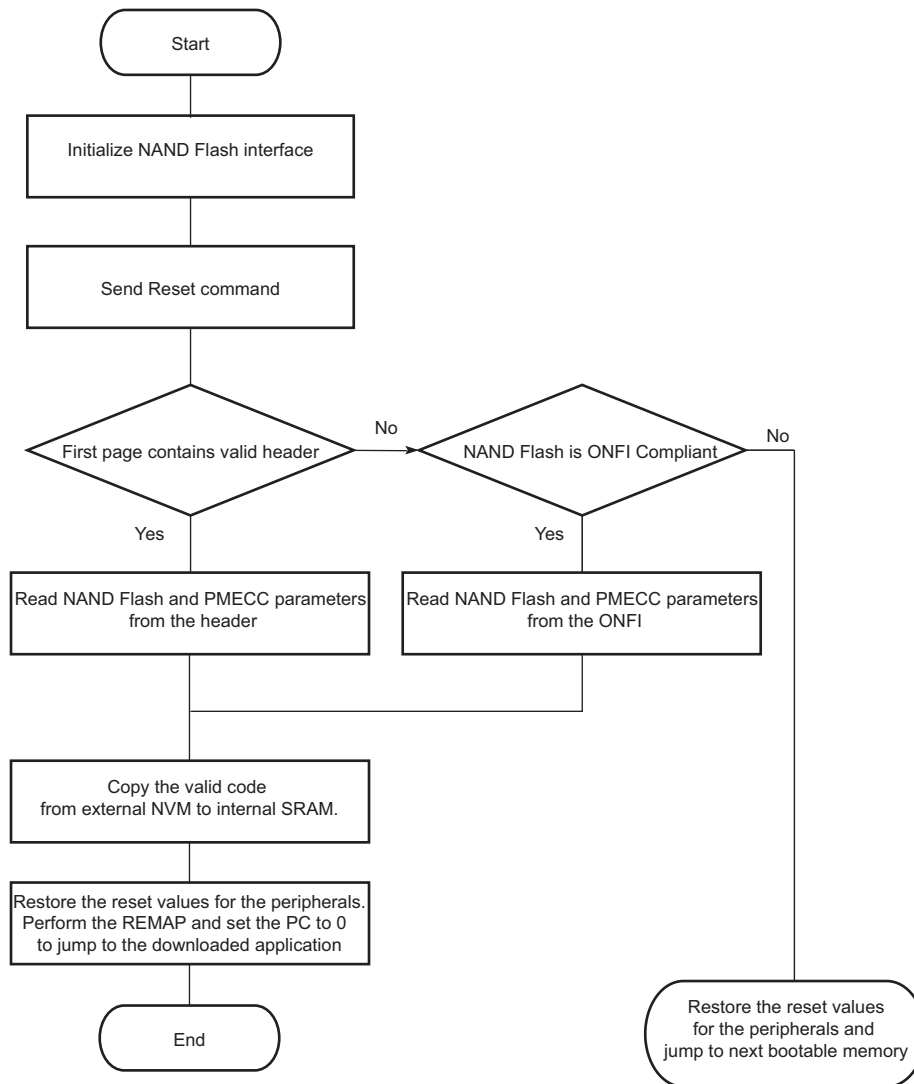 Start
Initialize NAND Flash interface
Send Reset command
First page contains valid header
No
NAND Flash is ONFI Compliant
No
Yes
Yes
Read NAND Flash and PMECC parameters
from the header
Read NAND Flash and PMECC parameters
from the ONFI
Copy the valid code
from external NVM to internal SRAM.
Restore the reset values for the peripherals.
Perform the REMAP and set the PC to 0
to jump to the downloaded application
End
Restore the reset values
for the peripherals and
jump to next bootable memory